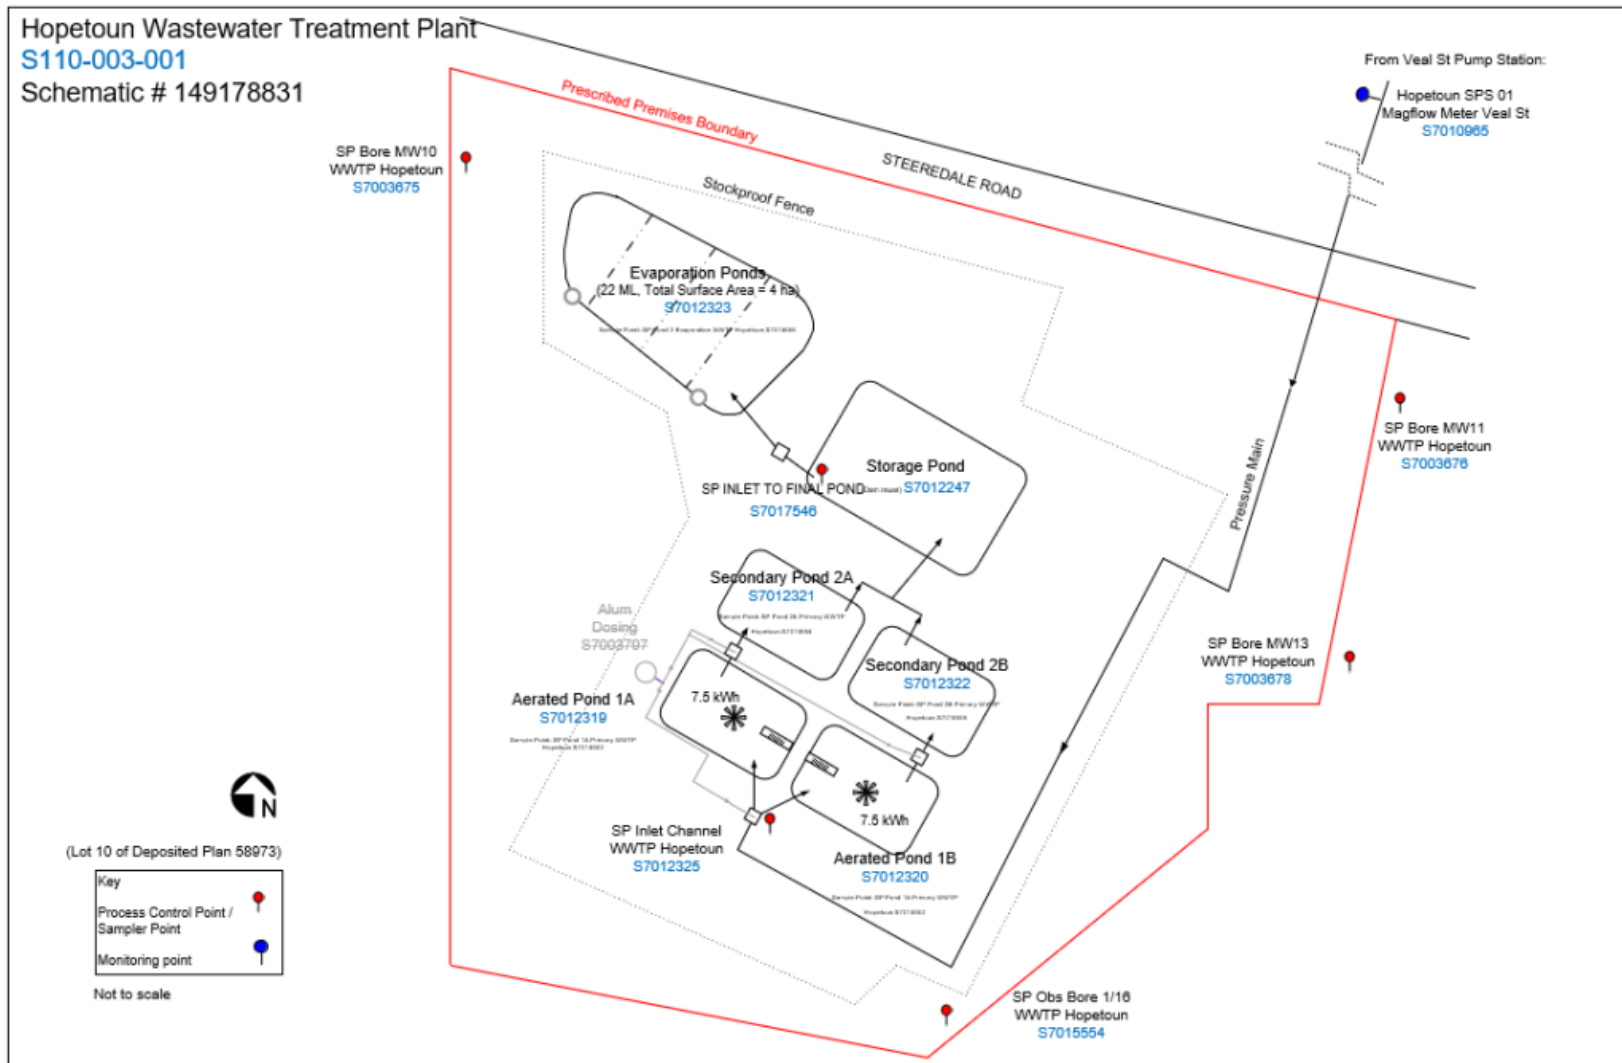 Hopetoun Wastewater Treatment Plant
S110-003-001
Schematic # 149178831
From Veal St Pump Station:
Hopetoun SPS 01
Magflow Meter Veal St
S7010965
Prescribed Premises Boundary
STEEREDALE ROAD
SP Bore MW10
WWTP Hopetoun
S7003675
Stockproof Fence
Evaporation Ponds
(22 ML, Total Surface Area = 4 ha)
S7012323
SP Bore MW11
WWTP Hopetoun
S7003676
Pressure Main
Storage Pond
S7012247
SP INLET TO FINAL POND
S7017546
Secondary Pond 2A
S7012321
Alum
Dosing
S7003797
SP Bore MW13
WWTP Hopetoun
S7003678
Secondary Pond 2B
S7012322
Aerated Pond 1A
S7012319
7.5 kWh
7.5 kWh
SP Inlet Channel
WWTP Hopetoun
S7012325
Aerated Pond 1B
S7012320
N
(Lot 10 of Deposited Plan 58973)
Key
Process Control Point /
Sampler Point
Monitoring point
Not to scale
SP Obs Bore 1/16
WWTP Hopetoun
S7015554